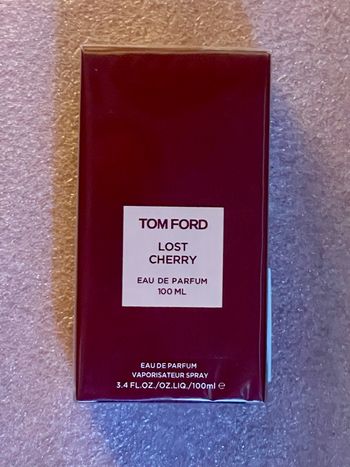 TOM FORD
LOST
CHERRY
EAU DE PARFUM
100 ML
EAU DE PARFUM
VAPORISATEUR SPRAY
3.4 FL.OZ./OZ.LIQ./100ml ℮